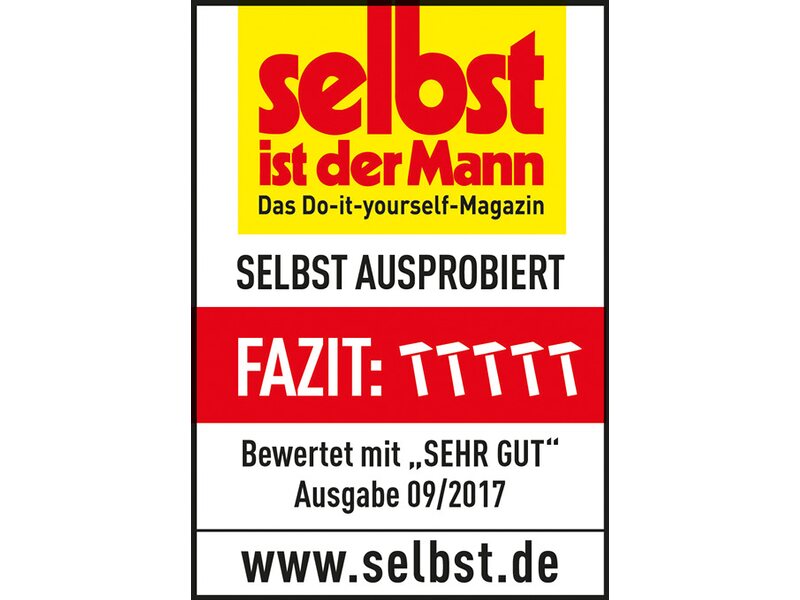 selbst
ist der Mann
Das Do-it-yourself-Magazin
SELBST AUSPROBIERT
FAZIT:
Bewertet mit „SEHR GUT“
Ausgabe 09/2017
www.selbst.de